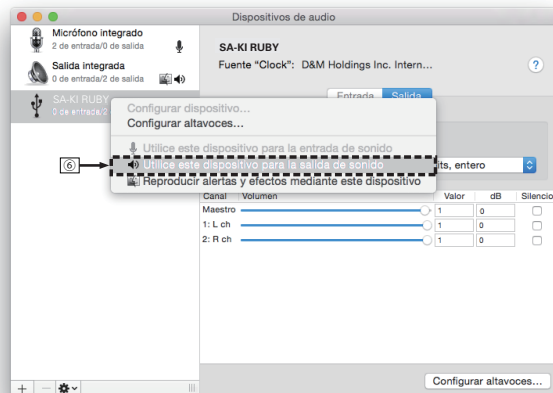 Dispositivos de audio
Micrófono integrado
2 de entrada/0 de salida
Salida integrada
0 de entrada/2 de salida
SA-KI RUBY
0 de entrada/2
SA-KI RUBY
Fuente “Clock”: D&M Holdings Inc. Intern...
?
Entrada Salida
Configurar dispositivo...
Configurar altavoces...
Utilice este dispositivo para la entrada de sonido
⑥ Utilice este dispositivo para la salida de sonido
Reproducir alertas y efectos mediante este dispositivo
its, entero
Canal Volumen Valor dB Silencio
Maestro 1 0
1: L ch 1 0
2: R ch 1 0
Configurar altavoces...